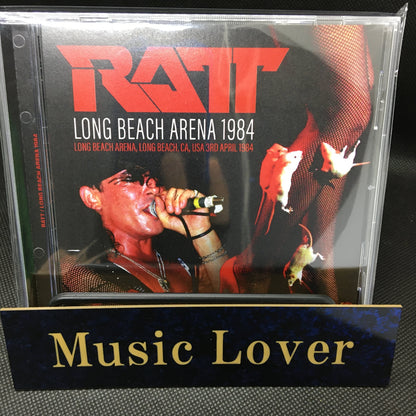 RATT
LONG BEACH ARENA 1984
LONG BEACH ARENA, LONG BEACH, CA, USA 3RD APRIL 1984
RATT / LONG BEACH ARENA 1984
Music Lover